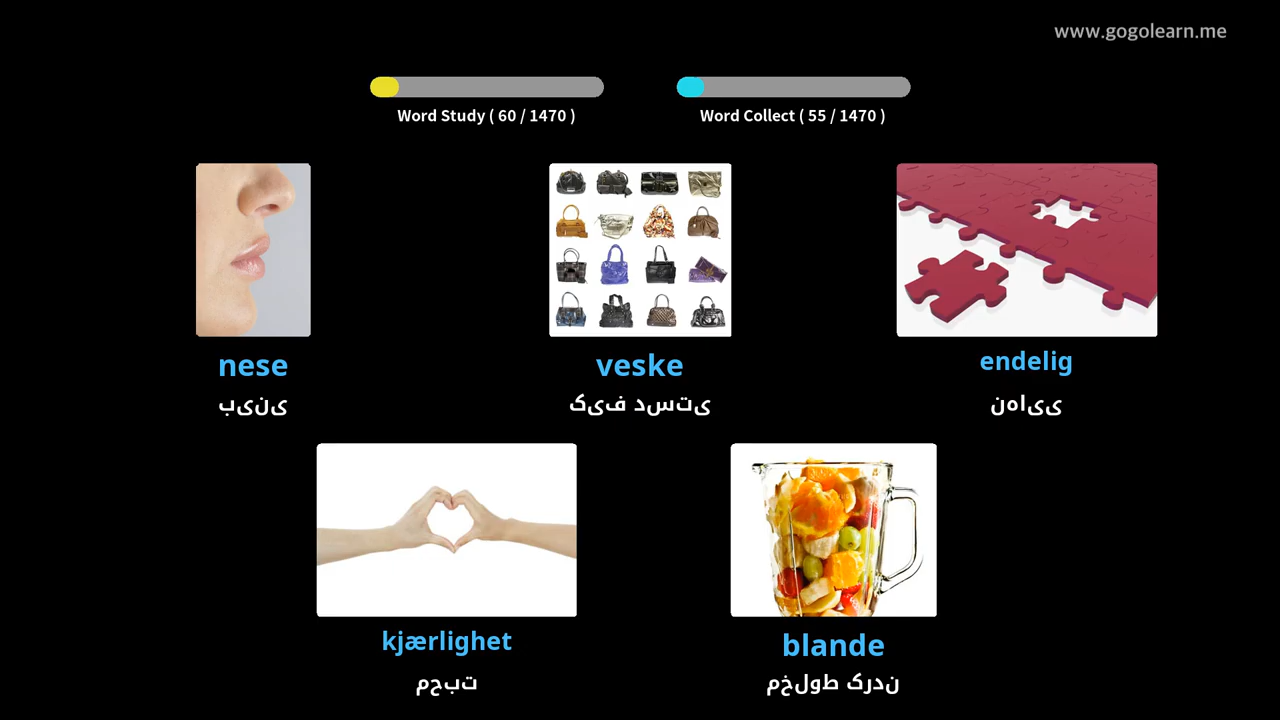 www.gogolearn.me
Word Study ( 60 / 1470 )
Word Collect ( 55 / 1470 )
nese
بینی
veske
کیف دستی
endelig
نهایی
kjærlighet
محبت
blande
مخلوط کردن